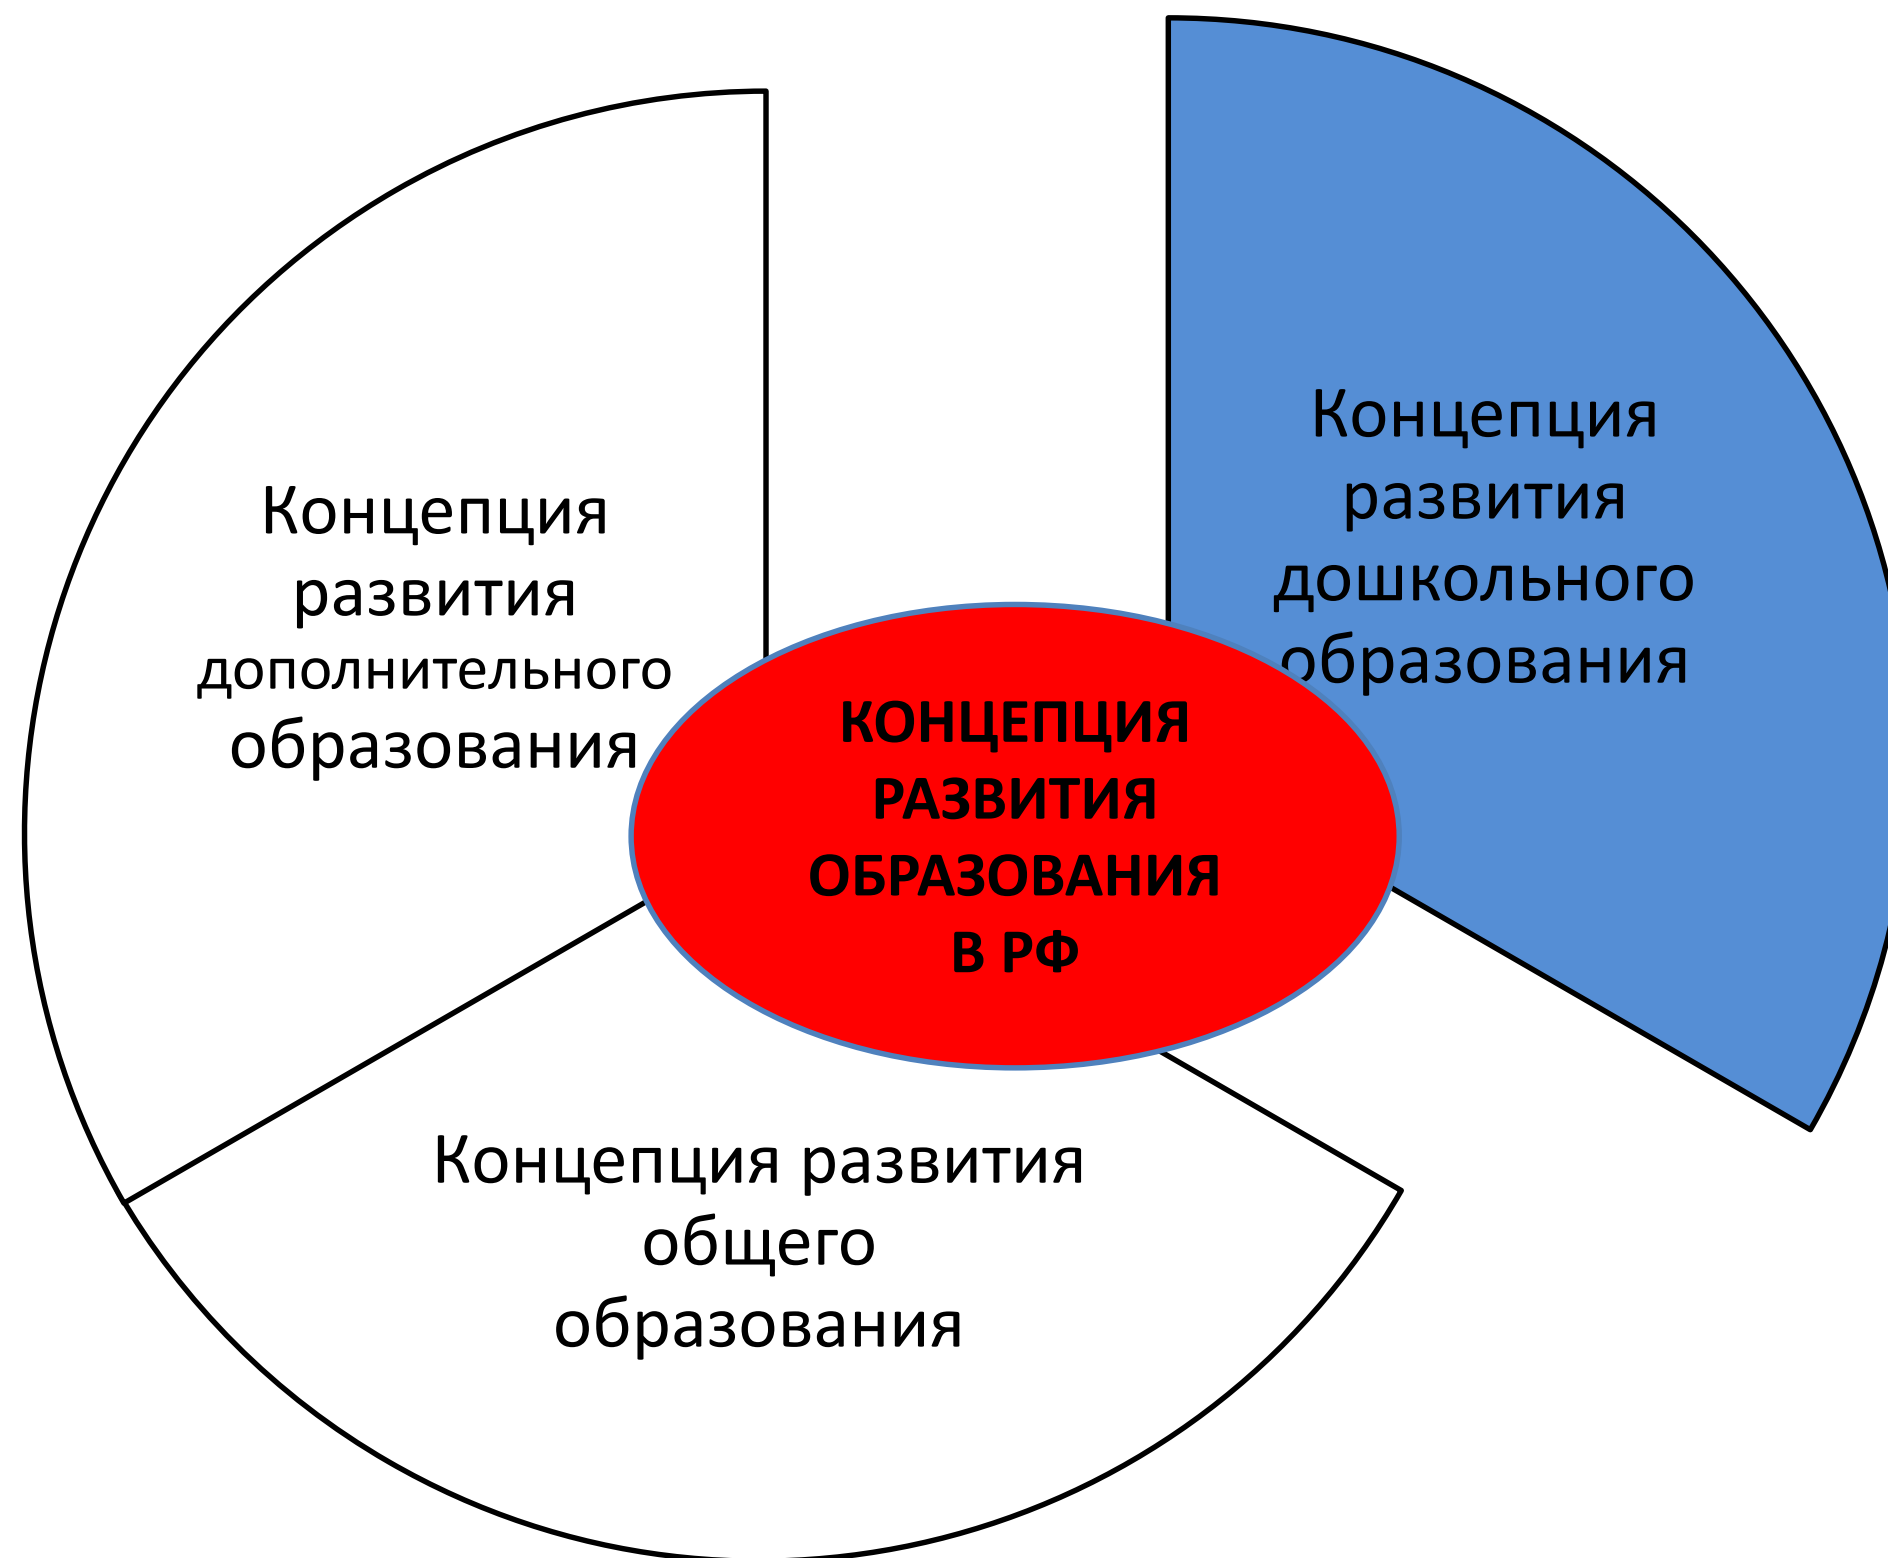 Концепция
развития
дополнительного
образования
Концепция
развития
дошкольного
образования
КОНЦЕПЦИЯ
РАЗВИТИЯ
ОБРАЗОВАНИЯ
В РФ
Концепция развития
общего
образования